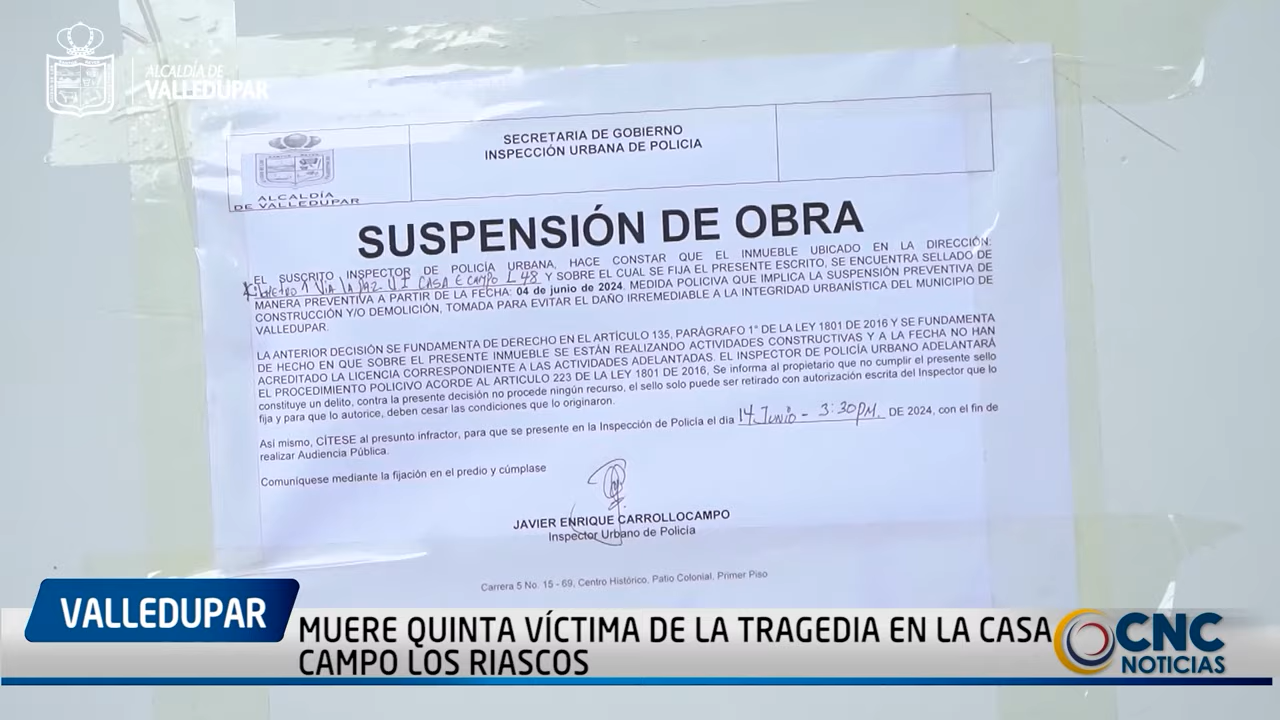 ALCALDÍA DE
VALLEDUPAR
SECRETARIA DE GOBIERNO
INSPECCIÓN URBANA DE POLICIA
ALCALDÍA
DE VALLEDUPAR
SUSPENSIÓN DE OBRA
EL SUSCRITO INSPECTOR DE POLICÍA URBANA, HACE CONSTAR QUE EL INMUEBLE UBICADO EN LA DIRECCIÓN:
VIA LA PAZ CASA CAMPO L 48 Y SOBRE EL CUAL SE FIJA EL PRESENTE ESCRITO, SE ENCUENTRA SELLADO DE
MANERA PREVENTIVA A PARTIR DE LA FECHA: 04 de junio de 2024. MEDIDA POLICIVA QUE IMPLICA LA SUSPENSIÓN PREVENTIVA DE
CONSTRUCCIÓN Y/O DEMOLICIÓN, TOMADA PARA EVITAR EL DAÑO IRREMEDIABLE A LA INTEGRIDAD URBANÍSTICA DEL MUNICIPIO DE
VALLEDUPAR.
LA ANTERIOR DECISIÓN SE FUNDAMENTA DE DERECHO EN EL ARTÍCULO 135, PARÁGRAFO 1° DE LA LEY 1801 DE 2016 Y SE FUNDAMENTA
DE HECHO EN QUE SOBRE EL PRESENTE INMUEBLE SE ESTÁN REALIZANDO ACTIVIDADES CONSTRUCTIVAS Y A LA FECHA NO HAN
ACREDITADO LA LICENCIA CORRESPONDIENTE A LAS ACTIVIDADES ADELANTADAS. EL INSPECTOR DE POLICÍA URBANO ADELANTARÁ
EL PROCEDIMIENTO POLICIVO ACORDE AL ARTICULO 223 DE LA LEY 1801 DE 2016, Se informa al propietario que no cumplir el presente sello
constituye un delito, contra la presente decisión no procede ningún recurso, el sello solo puede ser retirado con autorización escrita del Inspector que lo
fija y para que lo autorice, deben cesar las condiciones que lo originaron.
Así mismo, CÍTESE al presunto infractor, para que se presente en la Inspección de Policía el día 14 Junio - 3:30 PM. DE 2024, con el fin de
realizar Audiencia Pública.
Comuníquese mediante la fijación en el predio y cúmplase
JAVIER ENRIQUE CARROLLOCAMPO
Inspector Urbano de Policía
Carrera 5 No. 15 - 69, Centro Histórico, Patio Colonial, Primer Piso
VALLEDUPAR
MUERE QUINTA VÍCTIMA DE LA TRAGEDIA EN LA CASA
CAMPO LOS RIASCOS
CNC
NOTICIAS